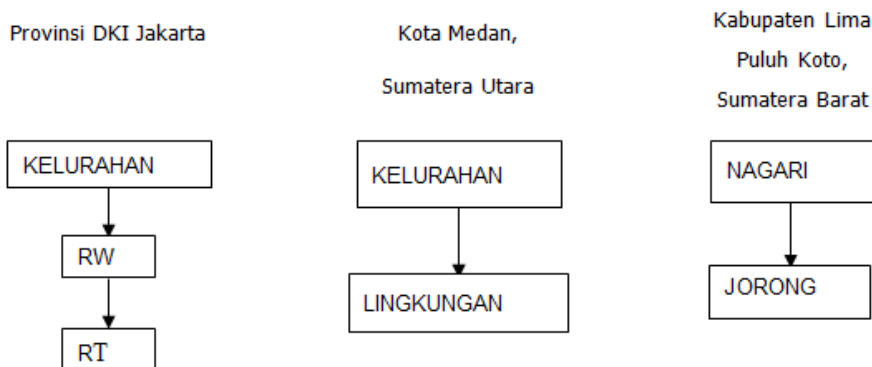 Provinsi DKI Jakarta
KELURAHAN
RW
RT
Kota Medan,
Sumatera Utara
KELURAHAN
LINGKUNGAN
Kabupaten Lima
Puluh Koto,
Sumatera Barat
NAGARI
JORONG